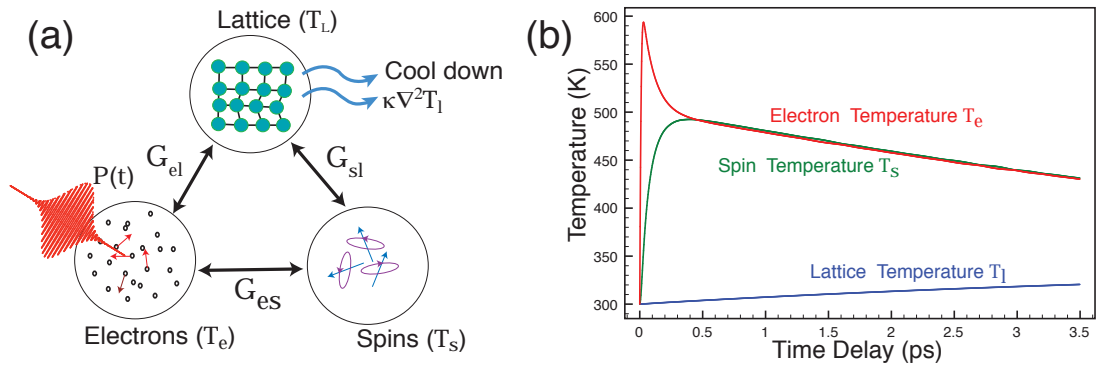 (a)
Lattice (T_L)
Cool down
κ∇²T_l
G_el
G_sl
P(t)
G_es
Electrons (T_e)
Spins (T_s)
(b)
Temperature (K)
600
550
500
450
400
350
300
Electron Temperature T_e
Spin Temperature T_s
Lattice Temperature T_l
0 0.5 1 1.5 2 2.5 3 3.5
Time Delay (ps)